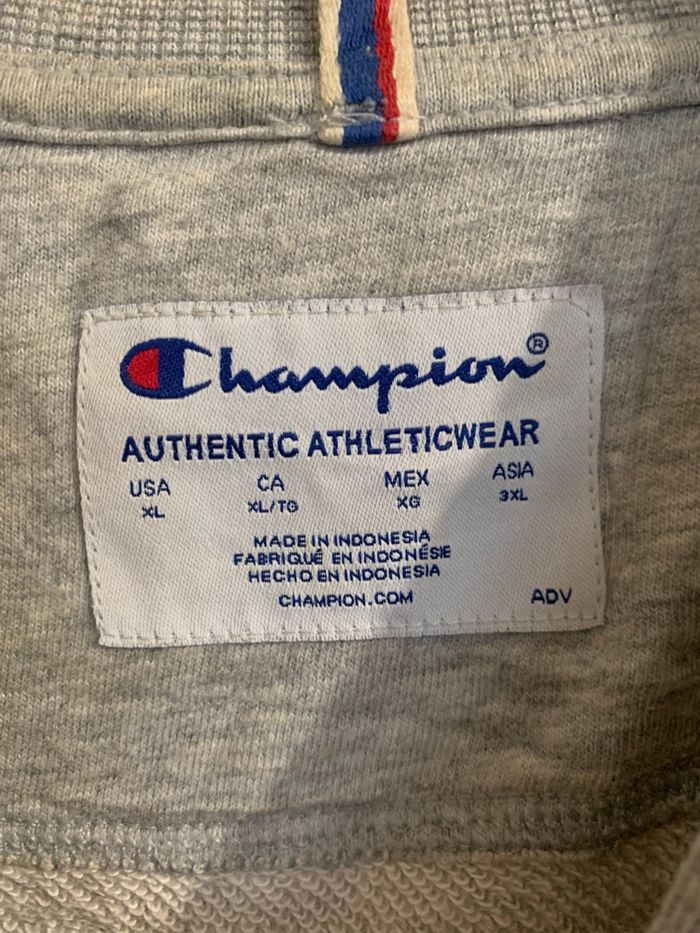 Champion®
AUTHENTIC ATHLETICWEAR
USA CA MEX ASIA
XL XL/TG XG 3XL
MADE IN INDONESIA
FABRIQUÉ EN INDONÉSIE
HECHO EN INDONESIA
CHAMPION.COM ADV